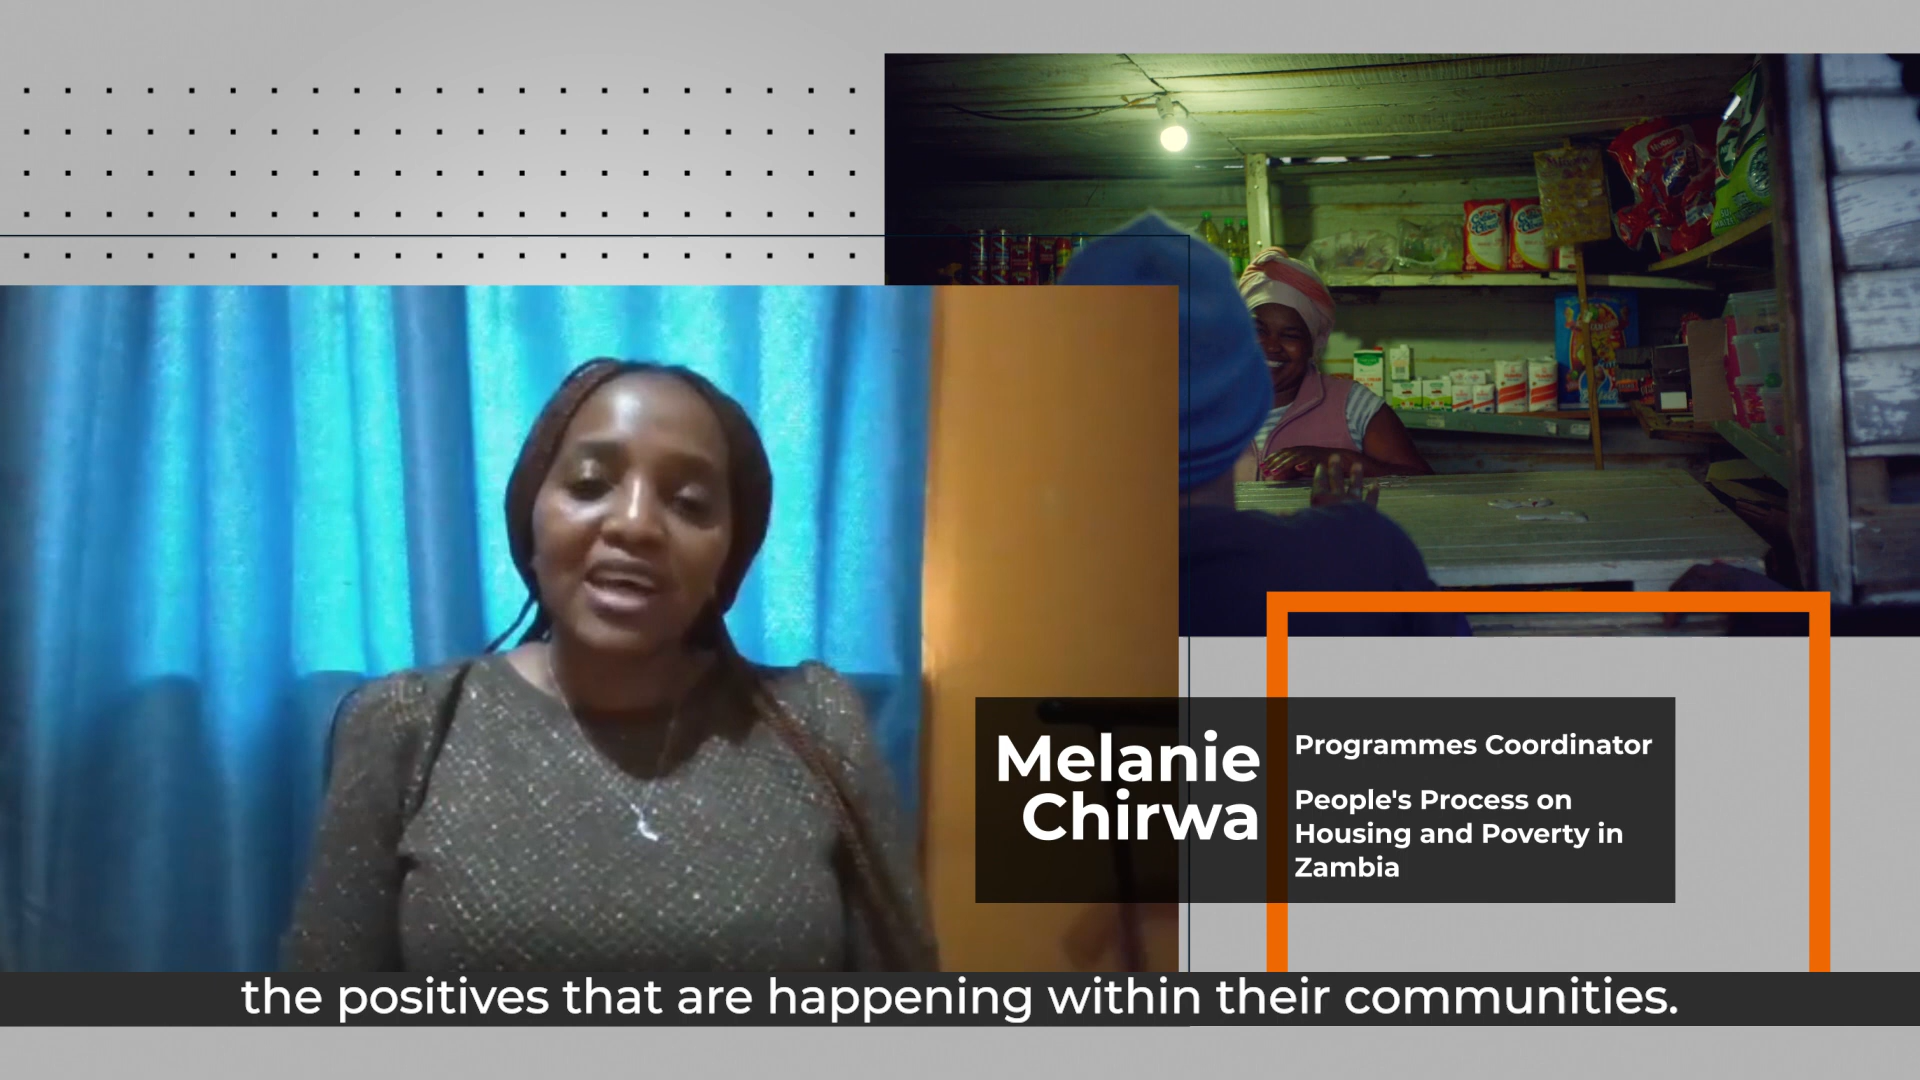 Melanie
Chirwa
Programmes Coordinator
People's Process on
Housing and Poverty in
Zambia
the positives that are happening within their communities.